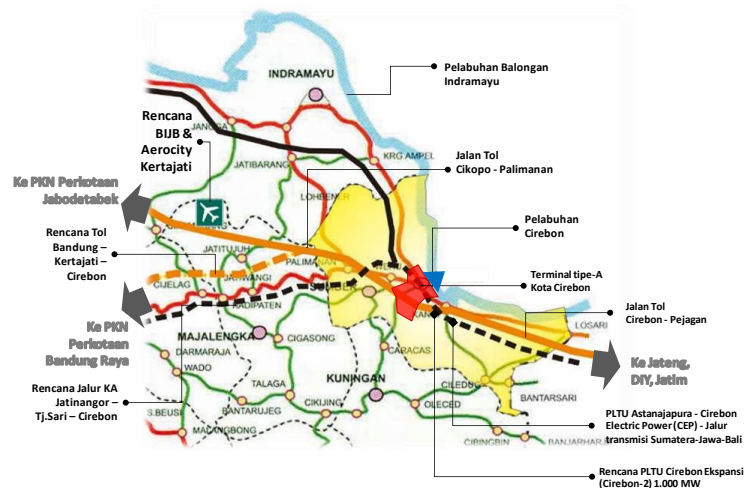 Pelabuhan Balongan
Indramayu
INDRAMAYU
Rencana
BIJB &
Aerocity
Kertajati
JATIBARANG
KRG AMPEL
Jalan Tol
Cikopo - Palimanan
Ke PKN Perkotaan
Jabodetabek
LOHBENER
Pelabuhan
Cirebon
Rencana Tol
Bandung –
Kertajati –
Cirebon
JATITUJUH
PALIMANAN
CIJELAG
JATIWANGI
SUMBER
Terminal tipe-A
Kota Cirebon
KADIPATEN
Jalan Tol
Cirebon - Pejagan
LOSARI
Ke PKN
Perkotaan
Bandung Raya
MAJALENGKA
CIGASONG
DARMARAJA
WADO
CARACAS
Ke Jateng,
DIY, Jatim
Rencana Jalur KA
Jatinangor –
Tj.Sari – Cirebon
TALAGA
KUNINGAN
CILEDUG
BANTARSARI
S.BEUSI
BANTARUJEG
CIKIJING
OLECED
MALANGBONG
CIBINGBIN
BANJARHARJO
PLTU Astanajapura - Cirebon
Electric Power (CEP) - Jalur
transmisi Sumatera-Jawa-Bali
Rencana PLTU Cirebon Ekspansi
(Cirebon-2) 1.000 MW